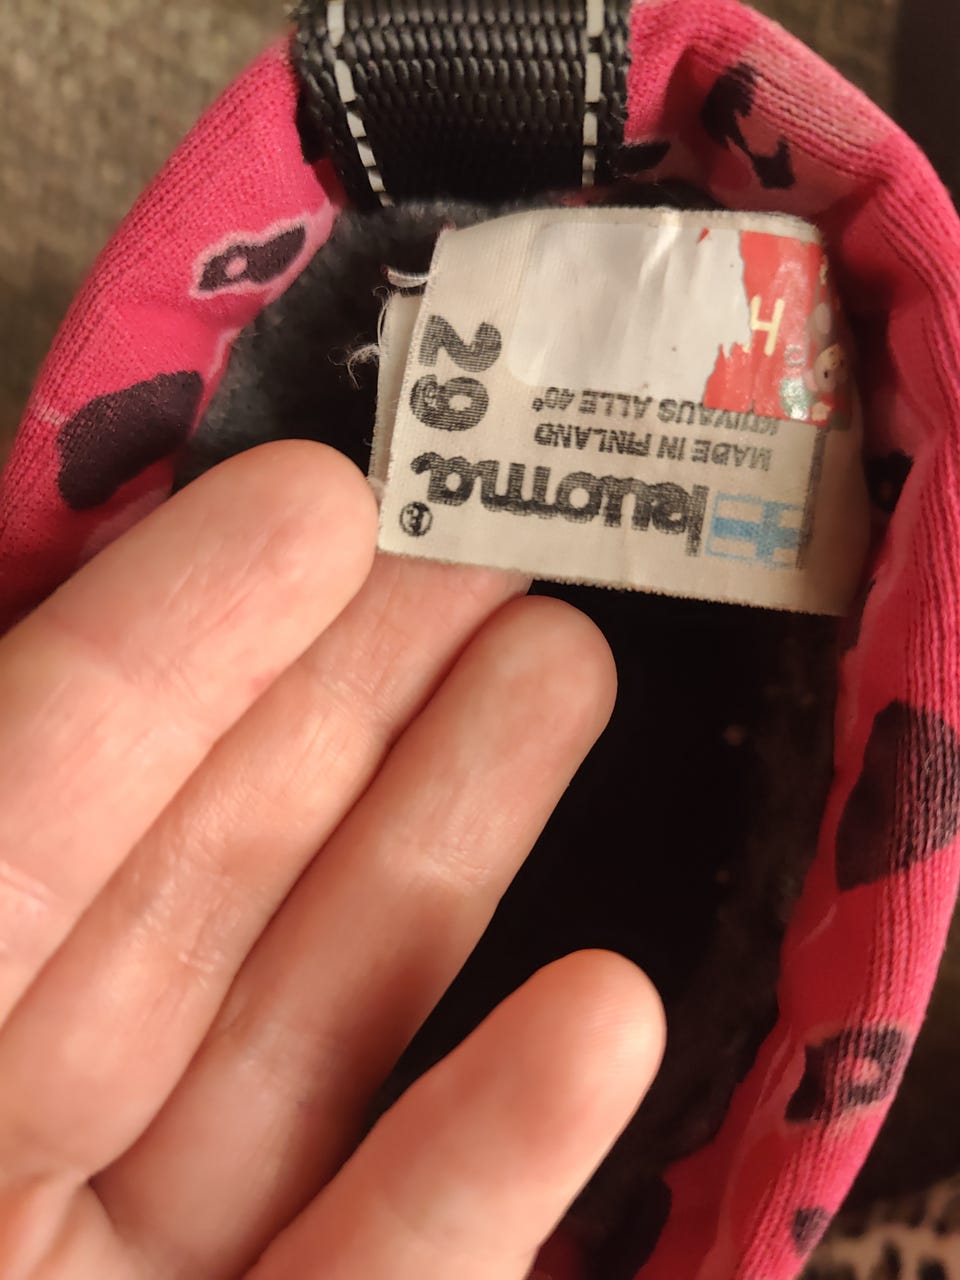 kuoma®
MADE IN FINLAND
KUIVAUS ALLE 40°
29
H